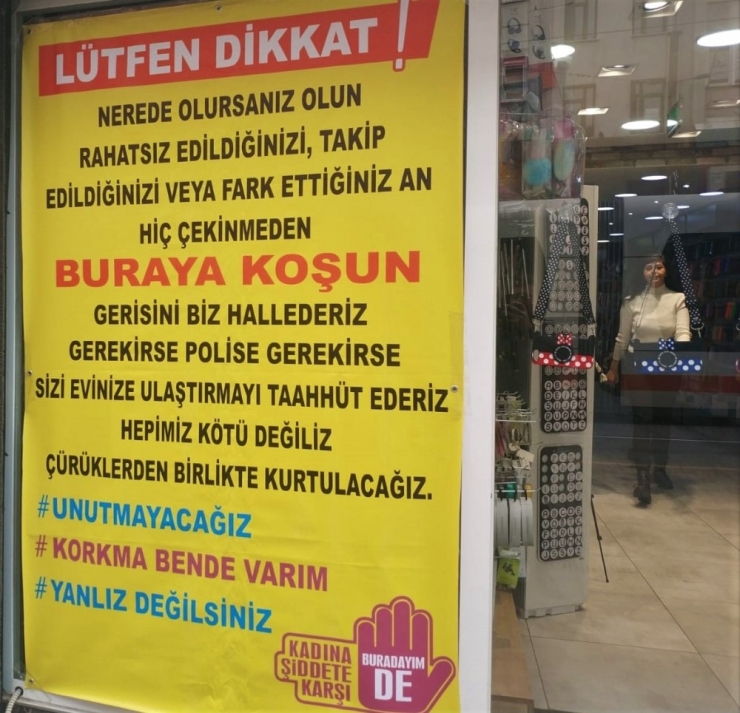 LÜTFEN DİKKAT !
NEREDE OLURSANIZ OLUN
RAHATSIZ EDİLDİĞİNİZİ, TAKİP
EDİLDİĞİNİZİ VEYA FARK ETTİĞİNİZ AN
HİÇ ÇEKİNMEDEN
BURAYA KOŞUN
GERİSİNİ BİZ HALLEDERİZ
GEREKİRSE POLİSE GEREKİRSE
SİZİ EVİNİZE ULAŞTIRMAYI TAAHHÜT EDERİZ
HEPİMİZ KÖTÜ DEĞİLİZ
ÇÜRÜKLERDEN BİRLİKTE KURTULACAĞIZ.
#UNUTMAYACAĞIZ
# KORKMA BENDE VARIM
#YANLIZ DEĞİLSİNİZ
KADINA
ŞİDDETE
KARŞI
BURADAYIM
DE